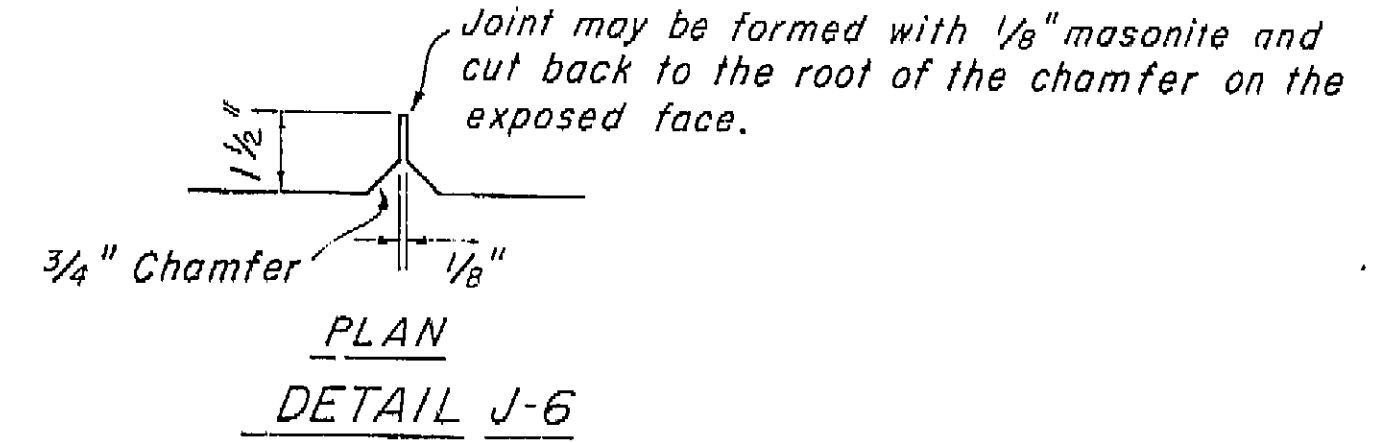 Joint may be formed with 1/8" masonite and
cut back to the root of the chamfer on the
exposed face.
1 1/2"
3/4" Chamfer
1/8"
PLAN
DETAIL J-6